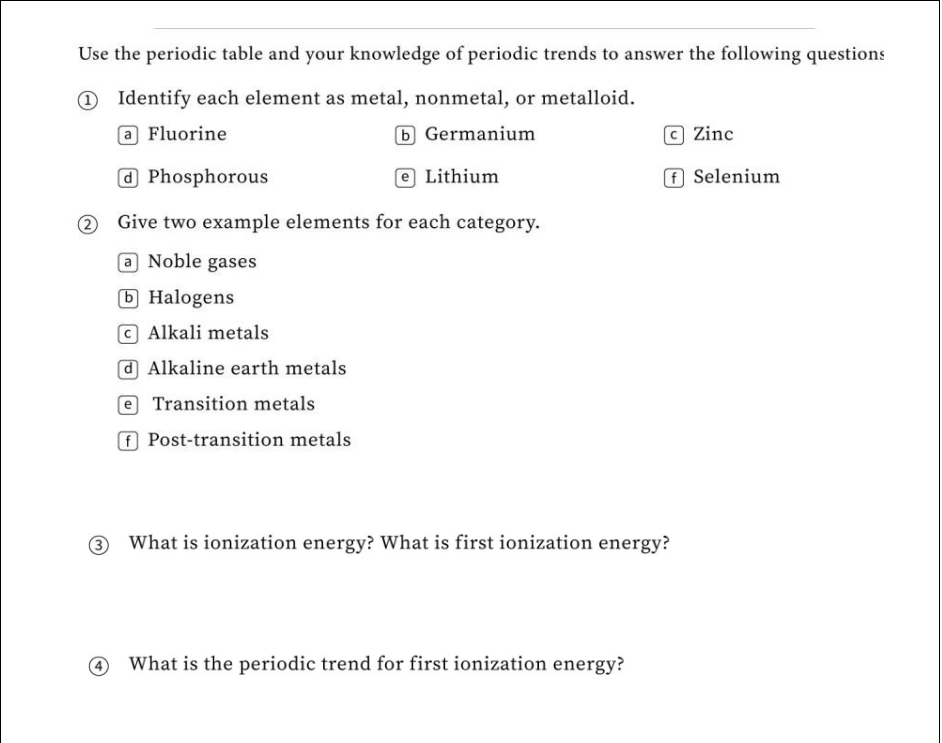 Use the periodic table and your knowledge of periodic trends to answer the following questions
① Identify each element as metal, nonmetal, or metalloid.
a Fluorine b Germanium c Zinc
d Phosphorous e Lithium f Selenium
② Give two example elements for each category.
a Noble gases
b Halogens
c Alkali metals
d Alkaline earth metals
e Transition metals
f Post-transition metals
③ What is ionization energy? What is first ionization energy?
④ What is the periodic trend for first ionization energy?